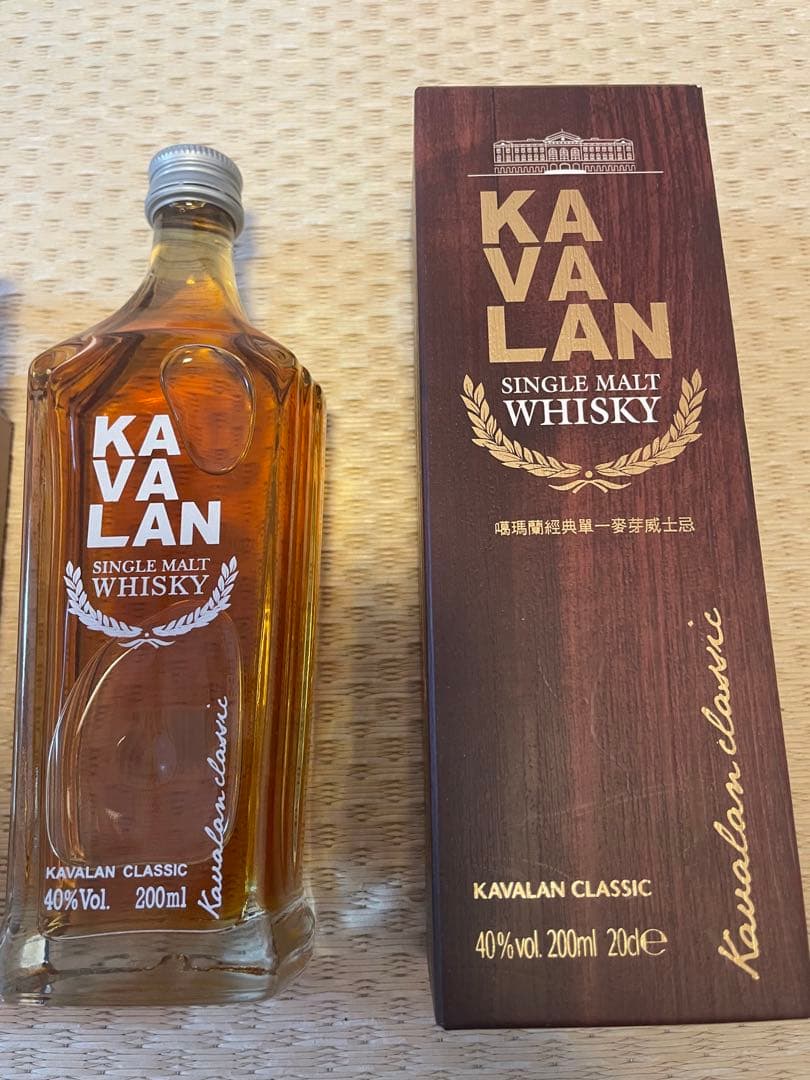 KA
VA
LAN
SINGLE MALT
WHISKY
Kavalan classic
KAVALAN CLASSIC
40%Vol. 200ml
KA
VA
LAN
SINGLE MALT
WHISKY
噶瑪蘭經典單一麥芽威士忌
Kavalan classic
KAVALAN CLASSIC
40%vol. 200ml 20cl℮